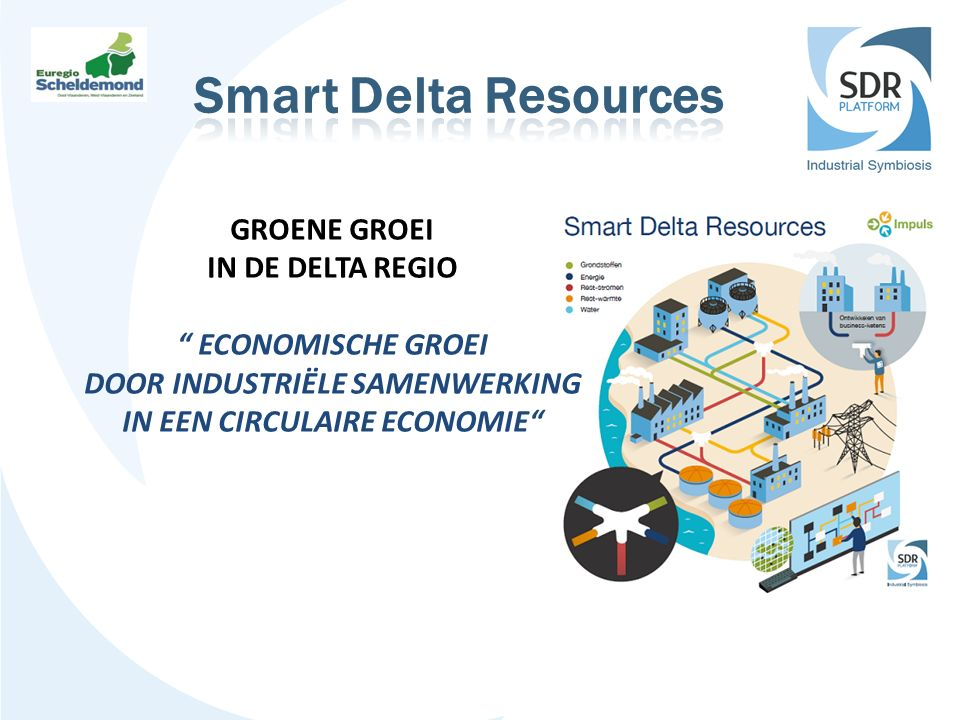 Euregio
Scheldemond
Oost-Vlaanderen, West-Vlaanderen en Zeeland
Smart Delta Resources
SDR
PLATFORM
Industrial Symbiosis
GROENE GROEI
IN DE DELTA REGIO
“ ECONOMISCHE GROEI
DOOR INDUSTRIËLE SAMENWERKING
IN EEN CIRCULAIRE ECONOMIE“
Smart Delta Resources
Impuls
Grondstoffen
Energie
Rest-stromen
Rest-warmte
Water
Ontwikkelen van
business-ketens
SDR
PLATFORM
Industrial Symbiosis